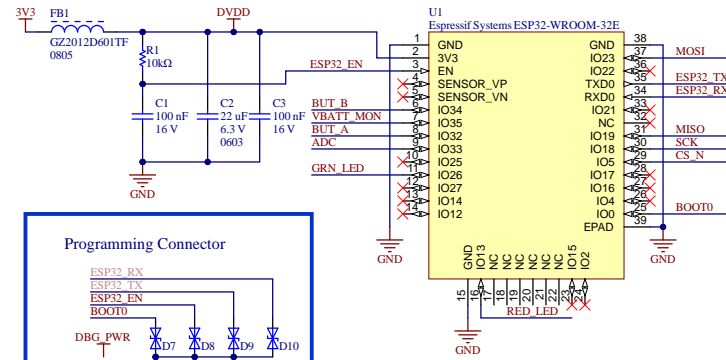 3V3
FB1
GZ2012D601TF
0805
DVDD
R1
10kΩ
ESP32_EN
C1
100 nF
16 V
C2
22 uF
6.3 V
0603
C3
100 nF
16 V
GND
BUT_B
VBATT_MON
BUT_A
ADC
GRN_LED
U1
Espressif Systems ESP32-WROOM-32E
1 GND
2 3V3
3 EN
4 SENSOR_VP
5 SENSOR_VN
6 IO34
7 IO35
8 IO32
9 IO33
10 IO25
11 IO26
12 IO27
13 IO14
14 IO12
GND 38
IO23 37 MOSI
IO22 36
TXD0 35 ESP32_TX
RXD0 34 ESP32_RX
IO21 33
NC 32
IO19 31 MISO
IO18 30 SCK
IO5 29 CS_N
IO17 28
IO16 27
IO4 26
IO0 25 BOOT0
EPAD 39
GND IO13 NC NC NC NC NC NC IO15 IO2
15 16 17 18 19 20 21 22 23 24
RED_LED
GND
GND
GND
Programming Connector
ESP32_RX
ESP32_TX
ESP32_EN
BOOT0
DBG_PWR
D7 D8 D9 D10